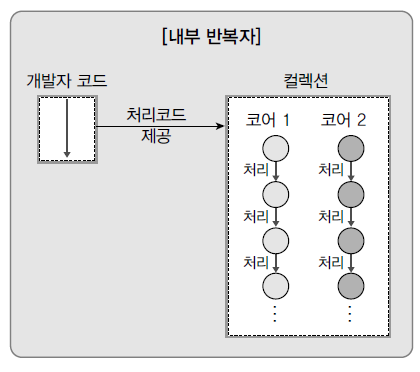 [내부 반복자]
개발자 코드
처리코드
제공
컬렉션
코어 1 코어 2
처리 처리
처리 처리
처리 처리
⋮ ⋮